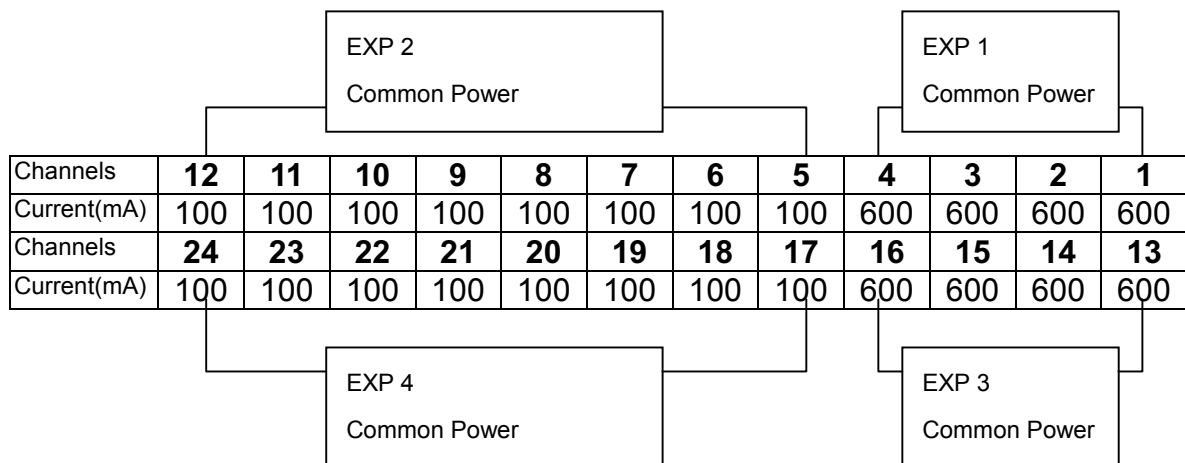 EXP 2
Common Power
EXP 1
Common Power
Channels 12 11 10 9 8 7 6 5 4 3 2 1
Current(mA) 100 100 100 100 100 100 100 100 600 600 600 600
Channels 24 23 22 21 20 19 18 17 16 15 14 13
Current(mA) 100 100 100 100 100 100 100 100 600 600 600 600
EXP 4
Common Power
EXP 3
Common Power